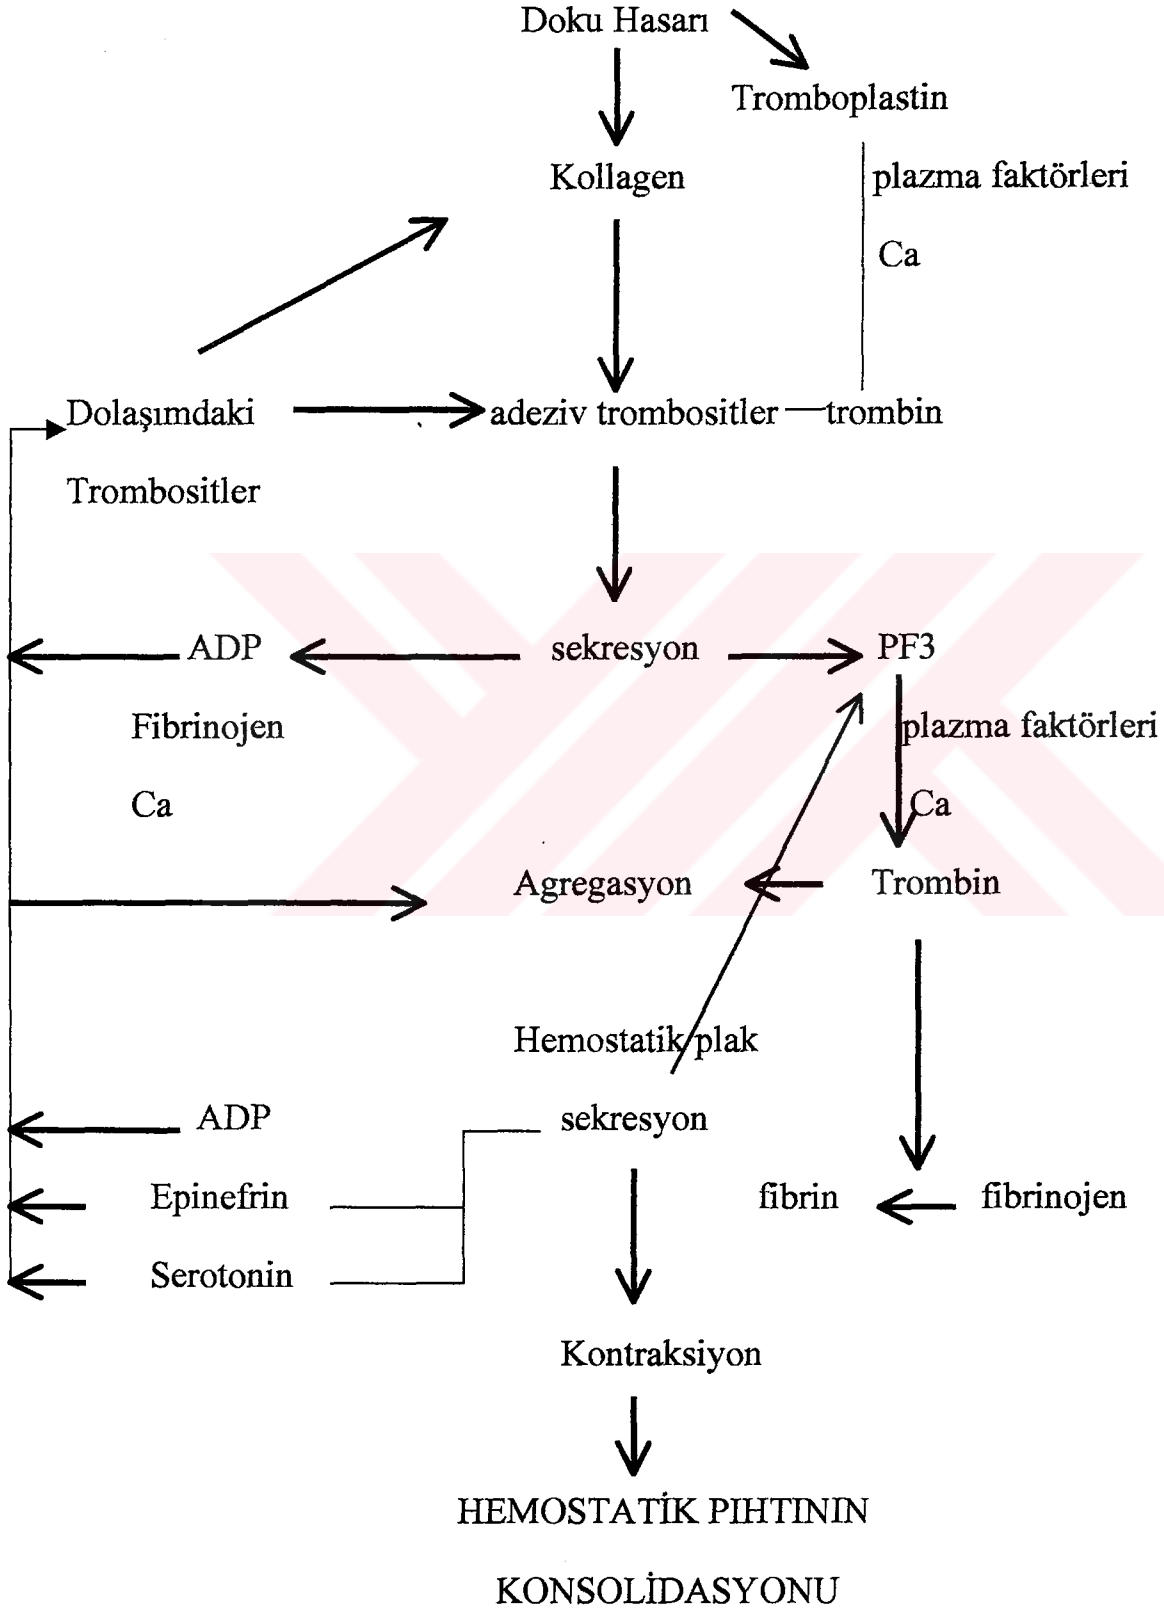 Doku Hasarı
Tromboplastin
Kollagen
plazma faktörleri
Ca
Dolaşımdaki
adeziv trombositler
trombin
Trombositler
ADP
sekresyon
PF3
Fibrinojen
plazma faktörleri
Ca
Ca
Agregasyon
Trombin
Hemostatik plak
ADP
sekresyon
Epinefrin
fibrin
fibrinojen
Serotonin
Kontraksiyon
HEMOSTATİK PIHTININ
KONSOLİDASYONU